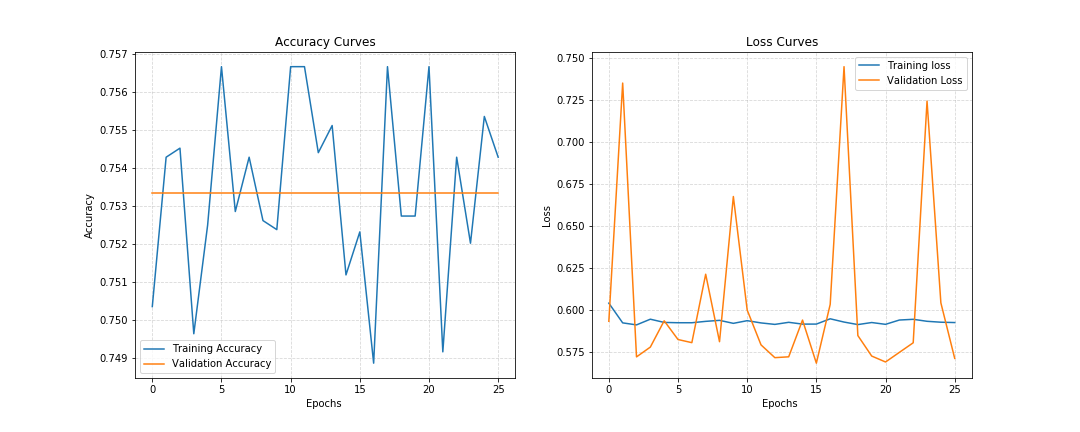 Accuracy Curves
0.757
0.756
0.755
0.754
0.753
0.752
0.751
0.750
0.749
Accuracy
Training Accuracy
Validation Accuracy
0 5 10 15 20 25
Epochs
Loss Curves
0.750
0.725
0.700
0.675
0.650
0.625
0.600
0.575
Loss
Training loss
Validation Loss
0 5 10 15 20 25
Epochs